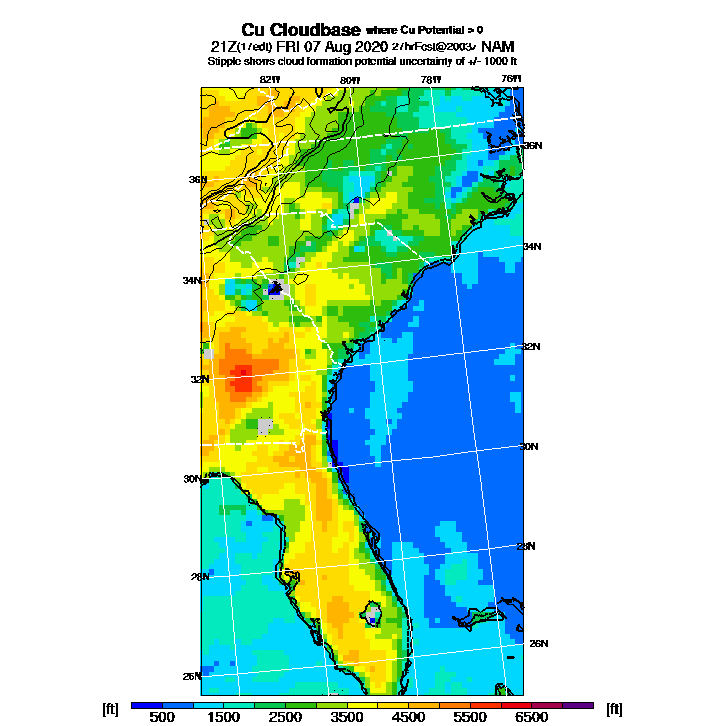 Cu Cloudbase where Cu Potential > 0
21Z(17edt) FRI 07 Aug 2020 27hrFcst@2003z NAM
Stipple shows cloud formation potential uncertainty of +/- 1000 ft
82W 80W 78W 76W
36N
36N
34N
34N
32N
32N
30N
30N
28N
28N
26N
26N
[ft] 500 1500 2500 3500 4500 5500 6500 [ft]